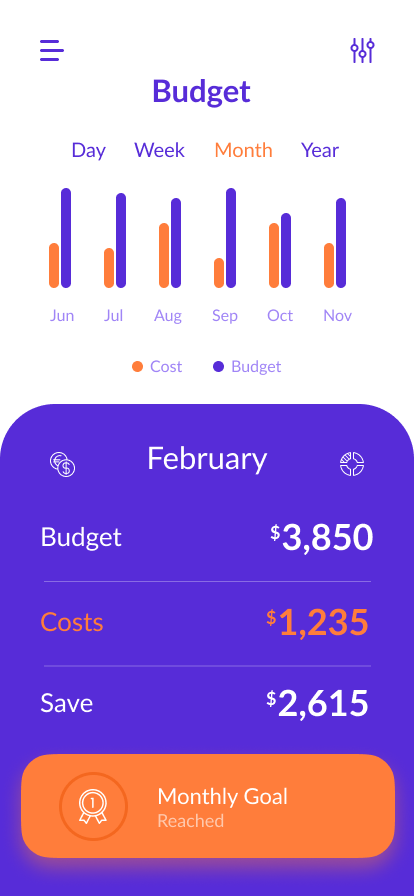 Budget
Day Week Month Year
Jun Jul Aug Sep Oct Nov
Cost Budget
€ $ February
Budget $3,850
Costs $1,235
Save $2,615
1 Monthly Goal
Reached